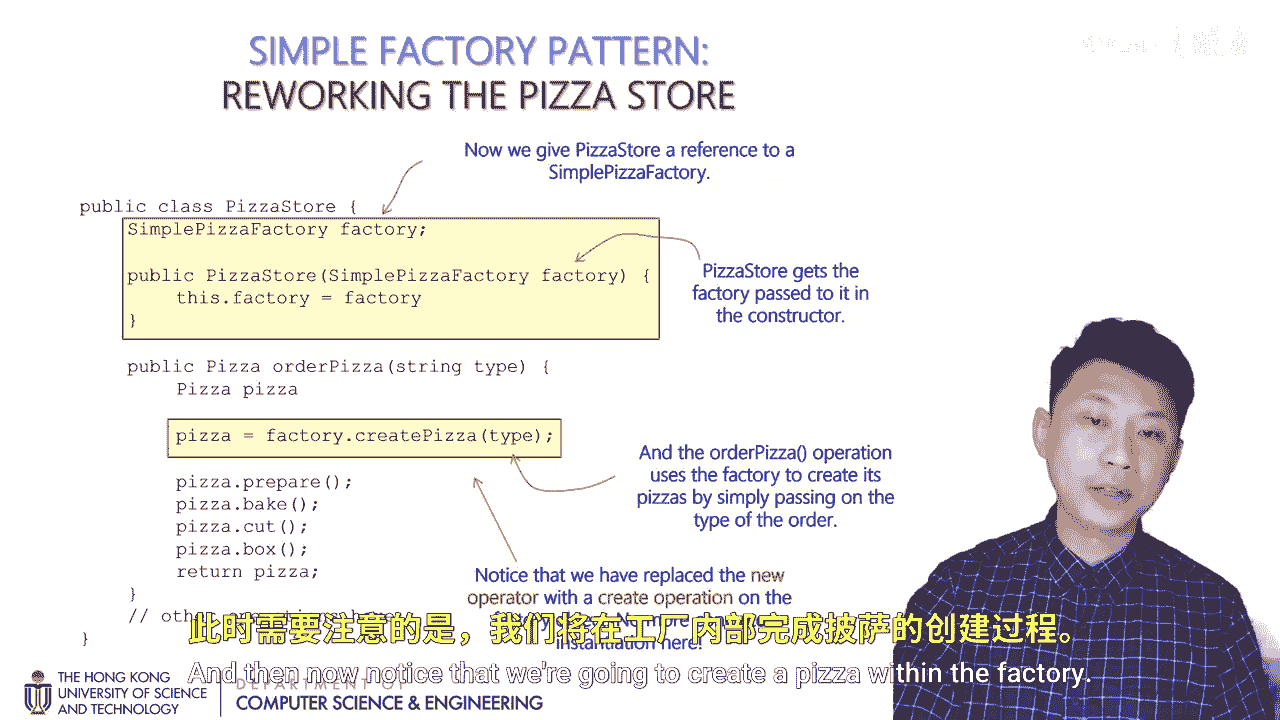 SIMPLE FACTORY PATTERN:
REWORKING THE PIZZA STORE
Now we give PizzaStore a reference to a
SimplePizzaFactory.
public class PizzaStore {
SimplePizzaFactory factory;
public PizzaStore(SimplePizzaFactory factory) {
this.factory = factory
}
PizzaStore gets the
factory passed to it in
the constructor.
public Pizza orderPizza(string type) {
Pizza pizza
pizza = factory.createPizza(type);
And the orderPizza() operation
uses the factory to create its
pizzas by simply passing on the
type of the order.
pizza.prepare();
pizza.bake();
pizza.cut();
pizza.box();
return pizza;
}
Notice that we have replaced the new
operator with a create operation on the
instantiation here!
//
}
此时需要注意的是，我们将在工厂内部完成披萨的创建过程。
And then now notice that we're going to create a pizza within the factory.
THE HONG KONG
UNIVERSITY OF SCIENCE
AND TECHNOLOGY
DEPARTMENT OF
COMPUTER SCIENCE & ENGINEERING